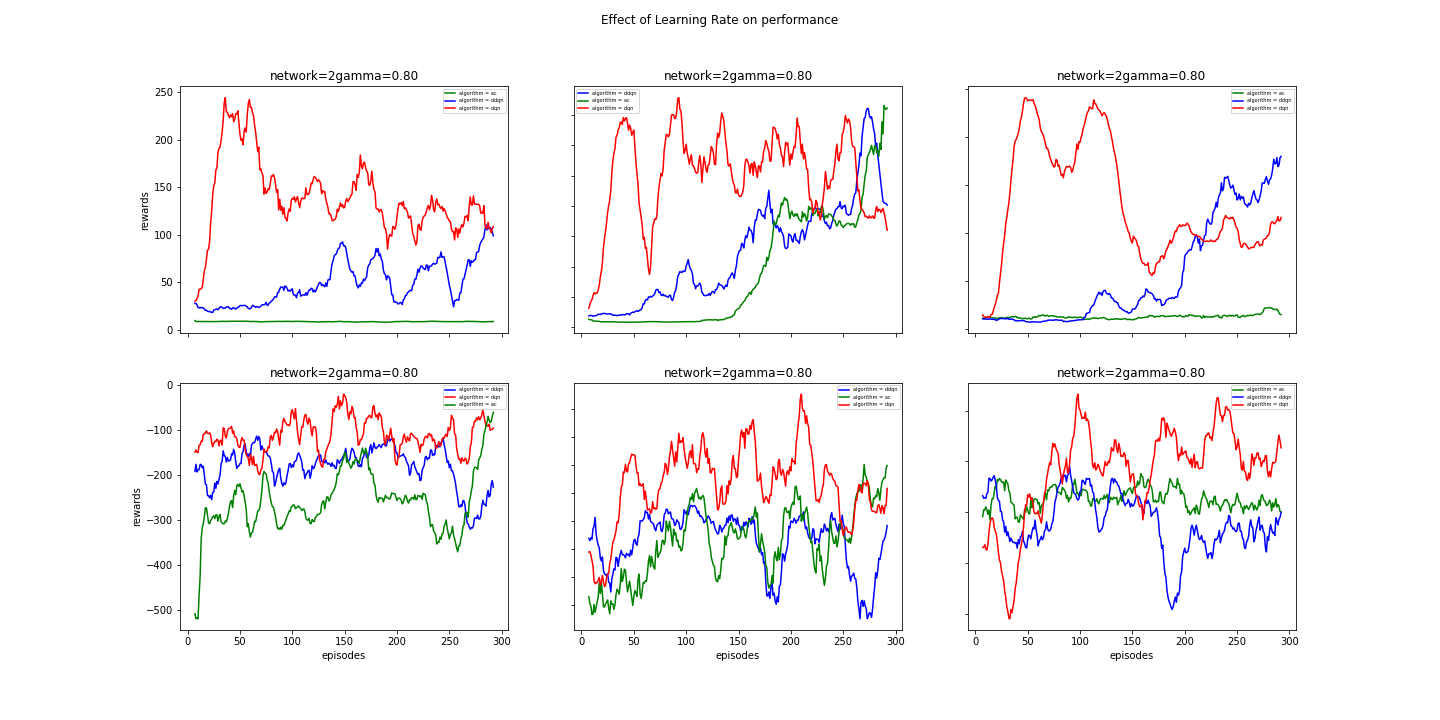 Effect of Learning Rate on performance
network=2gamma=0.80
network=2gamma=0.80
network=2gamma=0.80
250
200
150
100
50
0
rewards
algorithm = ac
algorithm = ddqn
algorithm = dqn
algorithm = ddqn
algorithm = ac
algorithm = dqn
algorithm = ac
algorithm = ddqn
algorithm = dqn
network=2gamma=0.80
network=2gamma=0.80
network=2gamma=0.80
0
−100
−200
−300
−400
−500
rewards
algorithm = ddqn
algorithm = dqn
algorithm = ac
algorithm = ddqn
algorithm = ac
algorithm = dqn
algorithm = ac
algorithm = ddqn
algorithm = dqn
0 50 100 150 200 250 300
0 50 100 150 200 250 300
0 50 100 150 200 250 300
episodes
episodes
episodes